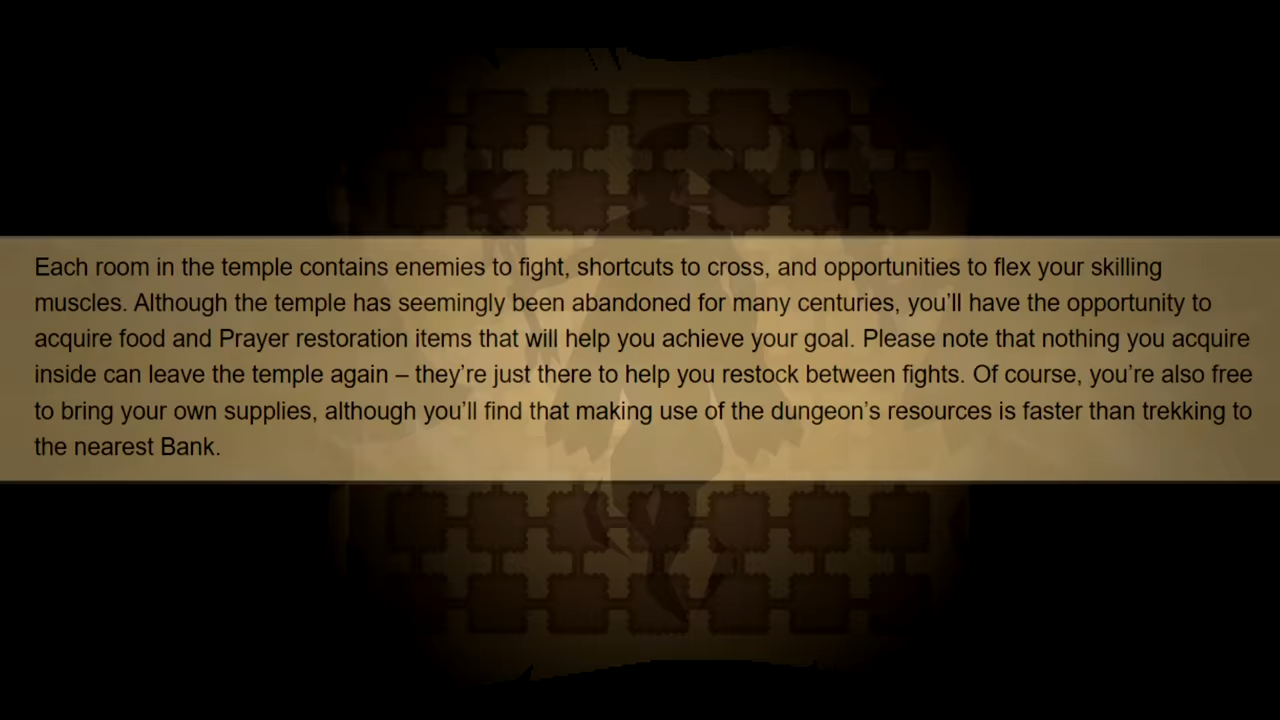 Each room in the temple contains enemies to fight, shortcuts to cross, and opportunities to flex your skilling
muscles. Although the temple has seemingly been abandoned for many centuries, you’ll have the opportunity to
acquire food and Prayer restoration items that will help you achieve your goal. Please note that nothing you acquire
inside can leave the temple again – they’re just there to help you restock between fights. Of course, you’re also free
to bring your own supplies, although you’ll find that making use of the dungeon’s resources is faster than trekking to
the nearest Bank.